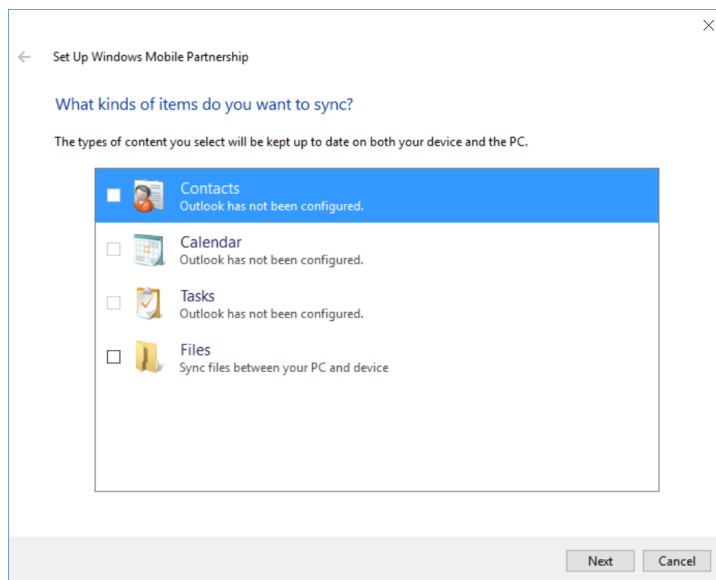 Set Up Windows Mobile Partnership
What kinds of items do you want to sync?
The types of content you select will be kept up to date on both your device and the PC.
Contacts
Outlook has not been configured.
Calendar
Outlook has not been configured.
Tasks
Outlook has not been configured.
Files
Sync files between your PC and device
Next Cancel